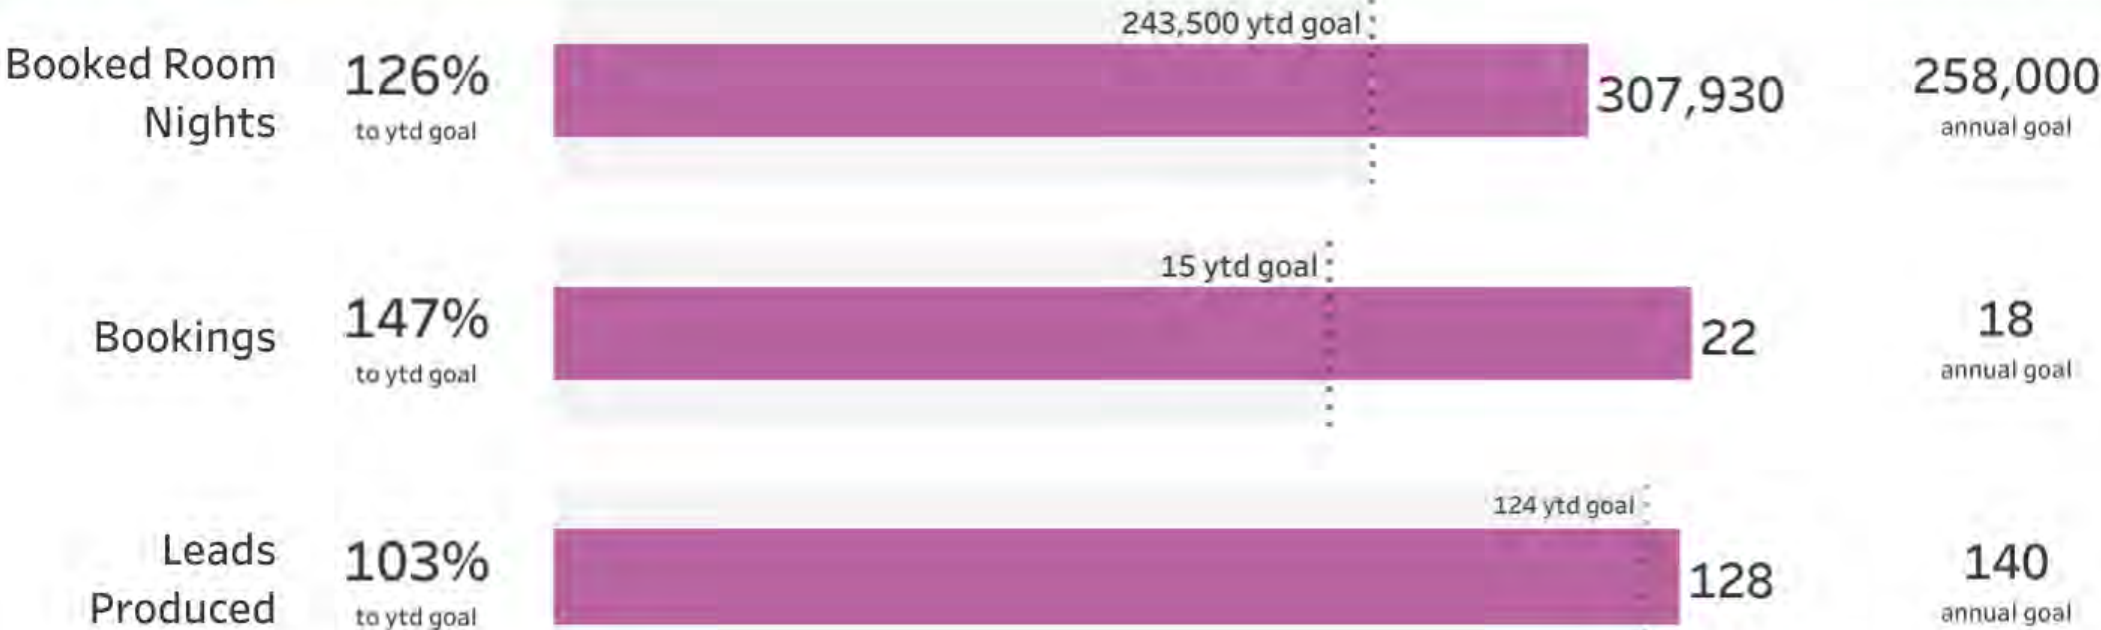 243,500 ytd goal
Booked Room
Nights
126%
to ytd goal
307,930
258,000
annual goal
15 ytd goal
Bookings
147%
to ytd goal
22
18
annual goal
124 ytd goal
Leads
Produced
103%
to ytd goal
128
140
annual goal